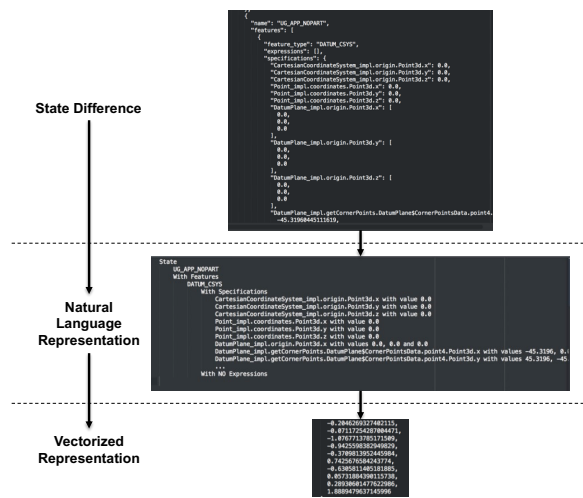 State Difference
},
{
"name": "UG_APP_NOPART",
"features": [
{
"feature_type": "DATUM_CSYS",
"expressions": [],
"specifications": {
"CartesianCoordinateSystem_impl.origin.Point3d.x": 0.0,
"CartesianCoordinateSystem_impl.origin.Point3d.y": 0.0,
"CartesianCoordinateSystem_impl.origin.Point3d.z": 0.0,
"Point_impl.coordinates.Point3d.x": 0.0,
"Point_impl.coordinates.Point3d.y": 0.0,
"Point_impl.coordinates.Point3d.z": 0.0,
"DatumPlane_impl.origin.Point3d.x": [
0.0,
0.0,
0.0
],
"DatumPlane_impl.origin.Point3d.y": [
0.0,
0.0,
0.0
],
"DatumPlane_impl.origin.Point3d.z": [
0.0,
0.0,
0.0
],
"DatumPlane_impl.getCornerPoints.DatumPlane$CornerPointsData.point4.
-45.31960445111619,
Natural
Language
Representation
State
UG_APP_NOPART
With Features
DATUM_CSYS
With Specifications
CartesianCoordinateSystem_impl.origin.Point3d.x with value 0.0
CartesianCoordinateSystem_impl.origin.Point3d.y with value 0.0
CartesianCoordinateSystem_impl.origin.Point3d.z with value 0.0
Point_impl.coordinates.Point3d.x with value 0.0
Point_impl.coordinates.Point3d.y with value 0.0
Point_impl.coordinates.Point3d.z with value 0.0
DatumPlane_impl.origin.Point3d.x with values 0.0, 0.0 and 0.0
DatumPlane_impl.getCornerPoints.DatumPlane$CornerPointsData.point4.Point3d.x with values -45.3196, 0.
DatumPlane_impl.getCornerPoints.DatumPlane$CornerPointsData.point4.Point3d.y with values 45.3196, -45
...
With NO Expressions
Vectorized
Representation
-0.2046269327402115,
-0.07117254287004471,
-1.0767713785171509,
-0.9425598382949829,
-0.3709813952445984,
0.7425676584243774,
-0.6305811405181885,
0.05731884390115738,
0.28930601477622986,
1.8889479637145996